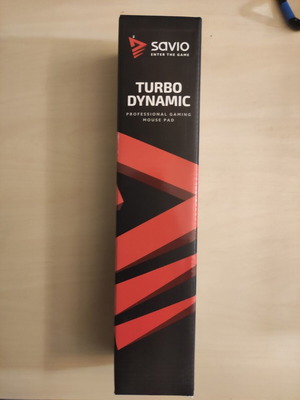 savio
ENTER THE GAME
TURBO
DYNAMIC
PROFESSIONAL GAMING
MOUSE PAD